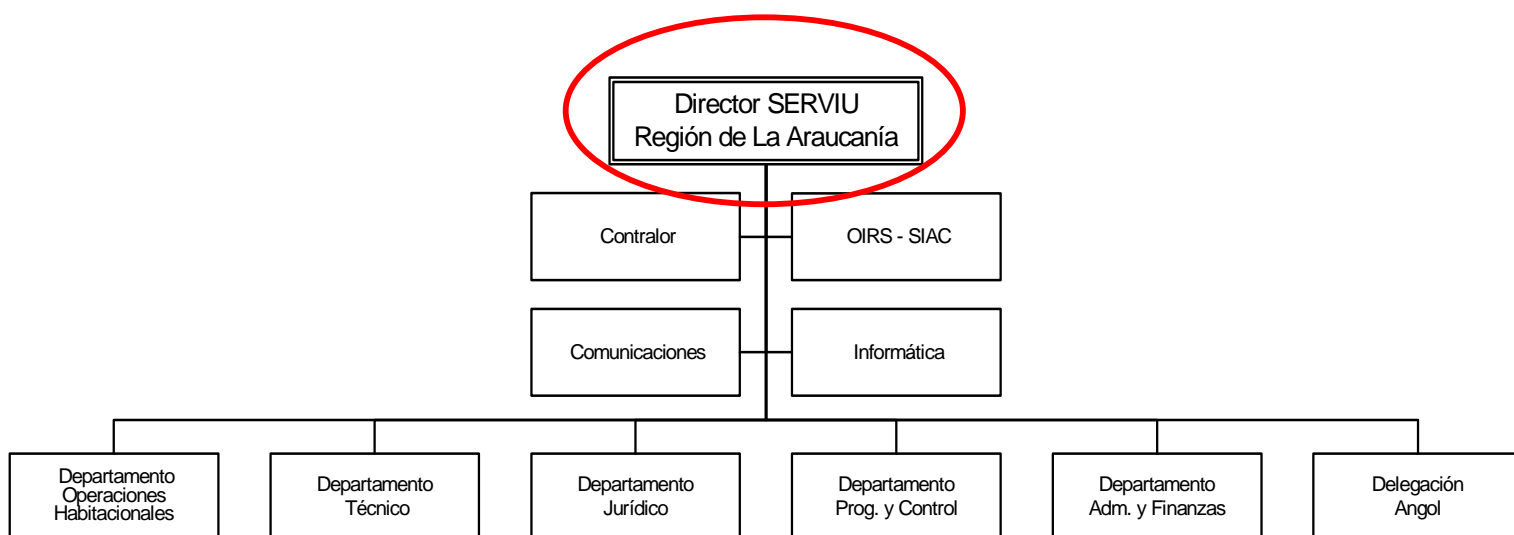 Director SERVIU
Región de La Araucanía
Contralor
OIRS - SIAC
Comunicaciones
Informática
Departamento
Operaciones
Habitacionales
Departamento
Técnico
Departamento
Jurídico
Departamento
Prog. y Control
Departamento
Adm. y Finanzas
Delegación
Angol